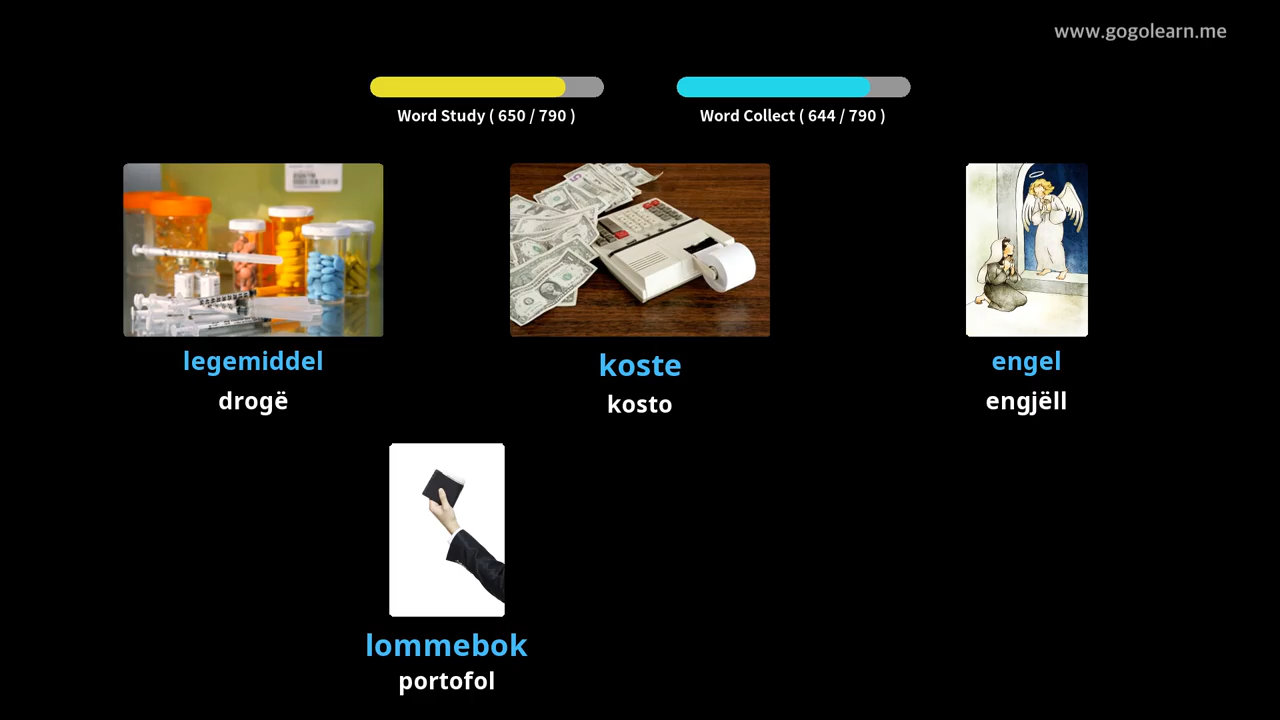 www.gogolearn.me
Word Study ( 650 / 790 )
Word Collect ( 644 / 790 )
legemiddel
drogë
koste
kosto
engel
engjëll
lommebok
portofol